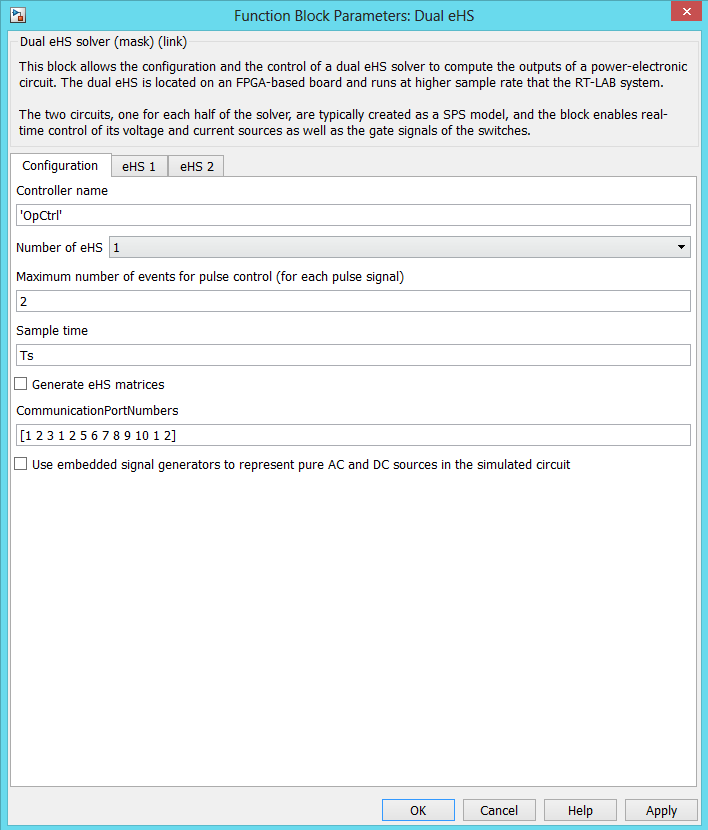 Function Block Parameters: Dual eHS
Dual eHS solver (mask) (link)
This block allows the configuration and the control of a dual eHS solver to compute the outputs of a power-electronic
circuit. The dual eHS is located on an FPGA-based board and runs at higher sample rate that the RT-LAB system.
The two circuits, one for each half of the solver, are typically created as a SPS model, and the block enables real-
time control of its voltage and current sources as well as the gate signals of the switches.
Configuration eHS 1 eHS 2
Controller name
'OpCtrl'
Number of eHS 1
Maximum number of events for pulse control (for each pulse signal)
2
Sample time
Ts
Generate eHS matrices
CommunicationPortNumbers
[1 2 3 1 2 5 6 7 8 9 10 1 2]
Use embedded signal generators to represent pure AC and DC sources in the simulated circuit
OK Cancel Help Apply